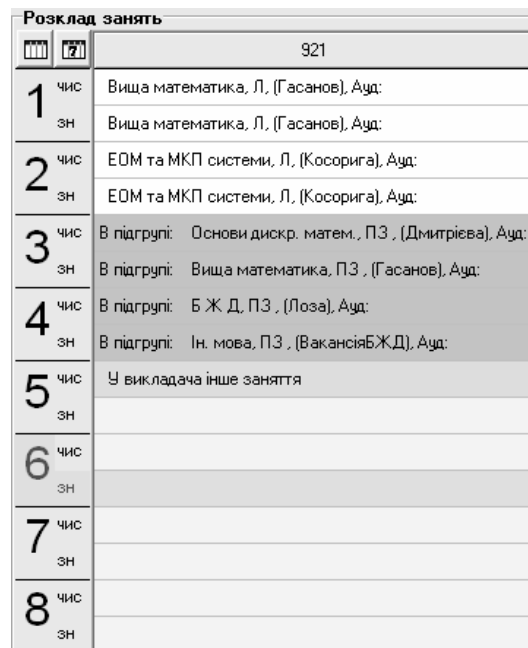 Розклад занять
7 921
1 чис Вища математика, Л, (Гасанов), Ауд:
зн Вища математика, Л, (Гасанов), Ауд:
2 чис ЕОМ та МКП системи, Л, (Косорига), Ауд:
зн ЕОМ та МКП системи, Л, (Косорига), Ауд:
3 чис В підгрупі: Основи дискр. матем., ПЗ , (Дмитрієва), Ауд:
зн В підгрупі: Вища математика, ПЗ , (Гасанов), Ауд:
4 чис В підгрупі: Б Ж Д, ПЗ , (Лоза), Ауд:
зн В підгрупі: Ін. мова, ПЗ , (ВакансіяБЖД), Ауд:
5 чис У викладача інше заняття
зн
6 чис
зн
7 чис
зн
8 чис
зн